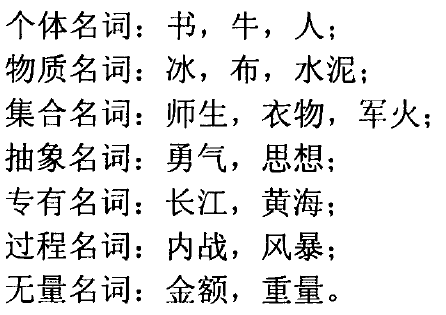 个体名词：书，牛，人；
物质名词：冰，布，水泥；
集合名词：师生，衣物，军火；
抽象名词：勇气，思想；
专有名词：长江，黄海；
过程名词：内战，风暴；
无量名词：金额，重量。